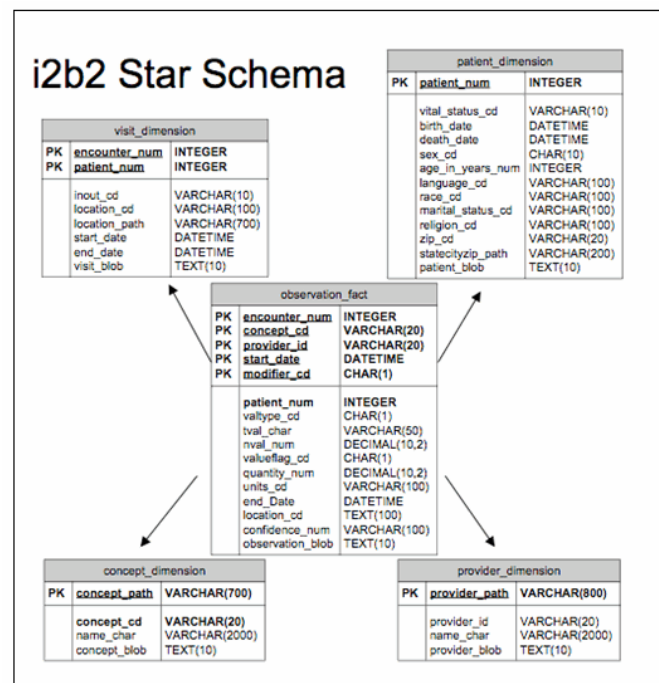 i2b2 Star Schema
patient_dimension
PK patient_num INTEGER
vital_status_cd VARCHAR(10)
birth_date DATETIME
death_date DATETIME
sex_cd CHAR(10)
age_in_years_num INTEGER
language_cd VARCHAR(100)
race_cd VARCHAR(100)
marital_status_cd VARCHAR(100)
religion_cd VARCHAR(100)
zip_cd VARCHAR(20)
statecityzip_path VARCHAR(200)
patient_blob TEXT(10)
visit_dimension
PK encounter_num INTEGER
PK patient_num INTEGER
inout_cd VARCHAR(10)
location_cd VARCHAR(100)
location_path VARCHAR(700)
start_date DATETIME
end_date DATETIME
visit_blob TEXT(10)
observation_fact
PK encounter_num INTEGER
PK concept_cd VARCHAR(20)
PK provider_id VARCHAR(20)
PK start_date DATETIME
PK modifier_cd CHAR(1)
patient_num INTEGER
valtype_cd CHAR(1)
tval_char VARCHAR(50)
nval_num DECIMAL(10,2)
valueflag_cd CHAR(1)
quantity_num DECIMAL(10,2)
units_cd VARCHAR(100)
end_Date DATETIME
location_cd TEXT(100)
confidence_num VARCHAR(100)
observation_blob TEXT(10)
concept_dimension
PK concept_path VARCHAR(700)
concept_cd VARCHAR(20)
name_char VARCHAR(2000)
concept_blob TEXT(10)
provider_dimension
PK provider_path VARCHAR(800)
provider_id VARCHAR(20)
name_char VARCHAR(2000)
provider_blob TEXT(10)